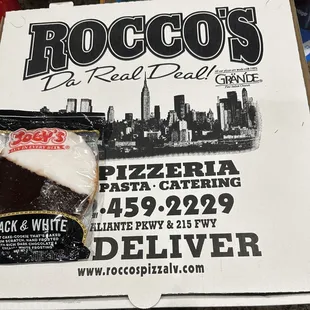 ROCCO'S
Da Real Deal!
GRANDE
Joey's
PIZZERIA
PASTA · CATERING
.459-2229
ACK & WHITE
ALIANTE PKWY & 215 FWY
DELIVER
www.roccospizzalv.com